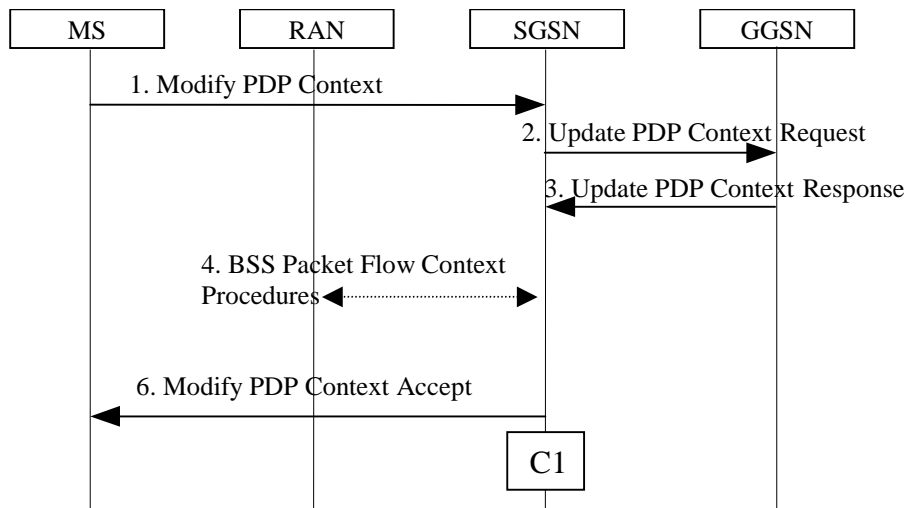 MS RAN SGSN GGSN
1. Modify PDP Context
2. Update PDP Context Request
3. Update PDP Context Response
4. BSS Packet Flow Context
Procedures
6. Modify PDP Context Accept
C1